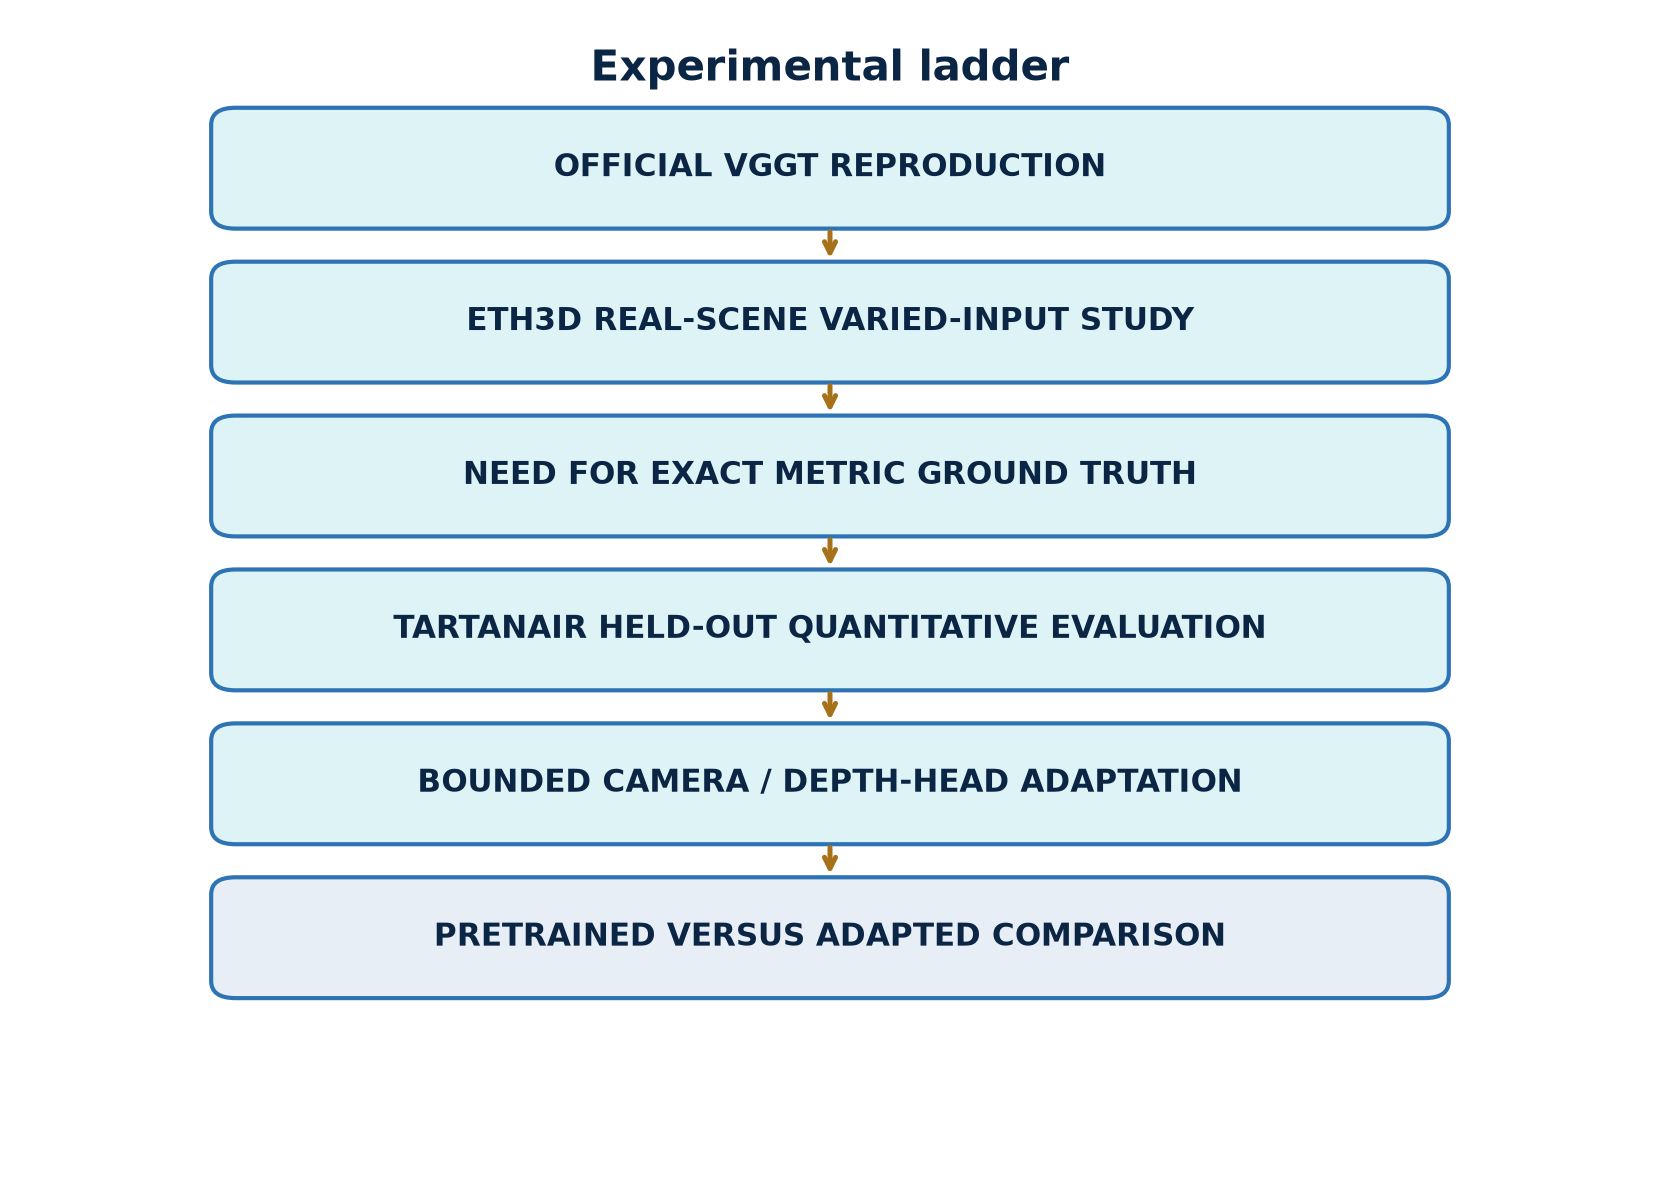 Experimental ladder
OFFICIAL VGGT REPRODUCTION
ETH3D REAL-SCENE VARIED-INPUT STUDY
NEED FOR EXACT METRIC GROUND TRUTH
TARTANAIR HELD-OUT QUANTITATIVE EVALUATION
BOUNDED CAMERA / DEPTH-HEAD ADAPTATION
PRETRAINED VERSUS ADAPTED COMPARISON